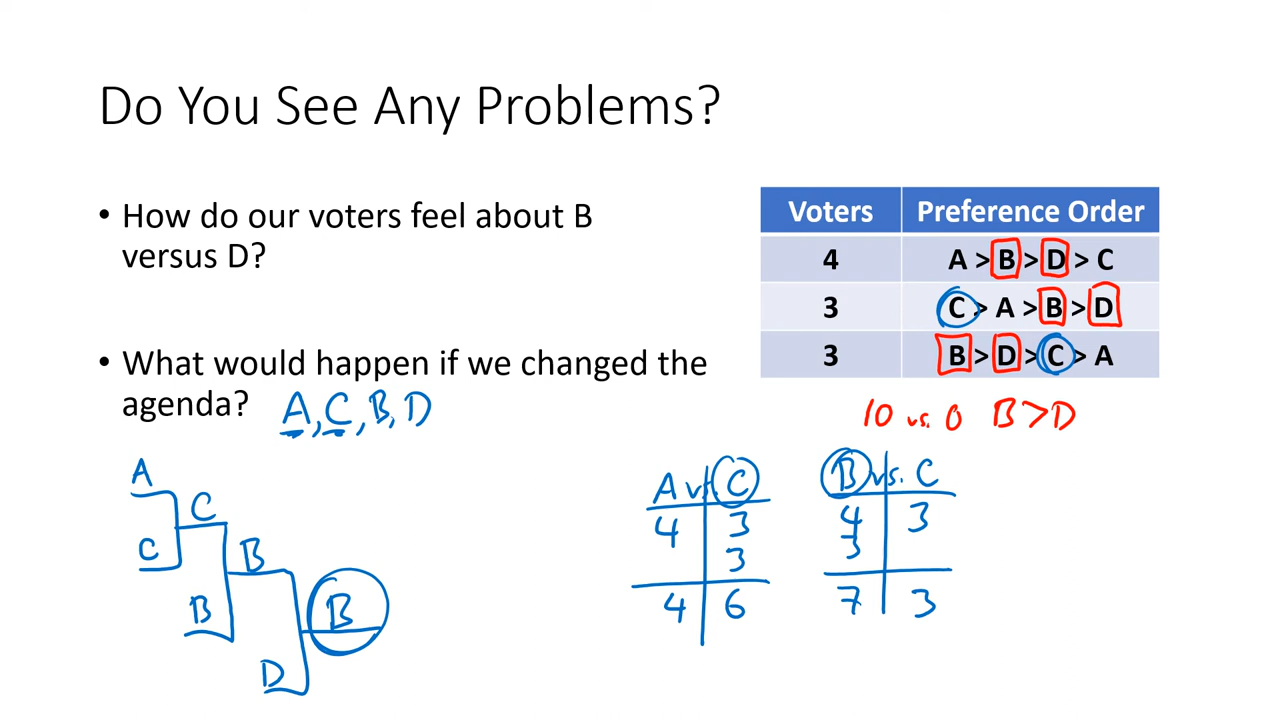 Do You See Any Problems?
• How do our voters feel about B
versus D?
• What would happen if we changed the
agenda? A, C, B, D
Voters Preference Order
4 A > B > D > C
3 C > A > B > D
3 B > D > C > A
10 vs. 0 B > D
A
C
C
B
B
D
B
A vs. C
4 3
3
4 6
B vs. C
4 3
3
7 3